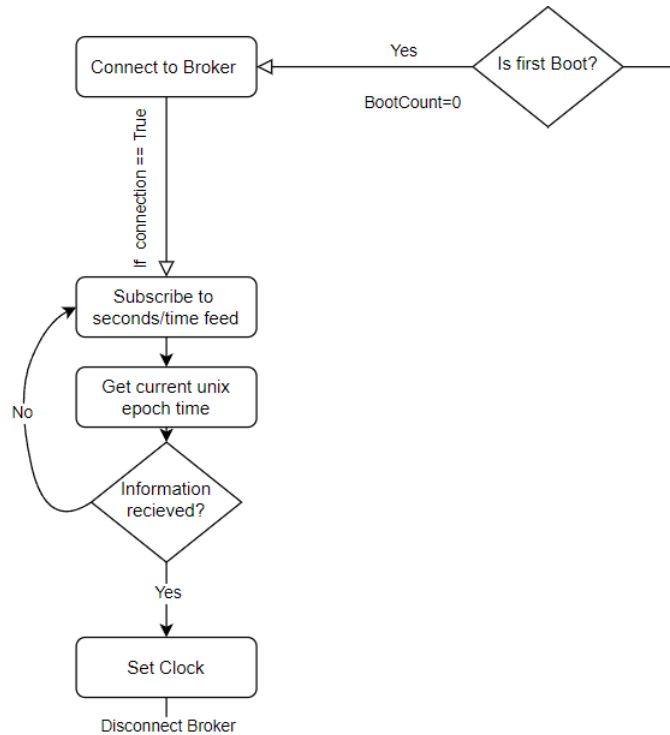 Yes
Is first Boot?
Connect to Broker
BootCount=0
If connection == True
Subscribe to
seconds/time feed
Get current unix
epoch time
No
Information
recieved?
Yes
Set Clock
Disconnect Broker